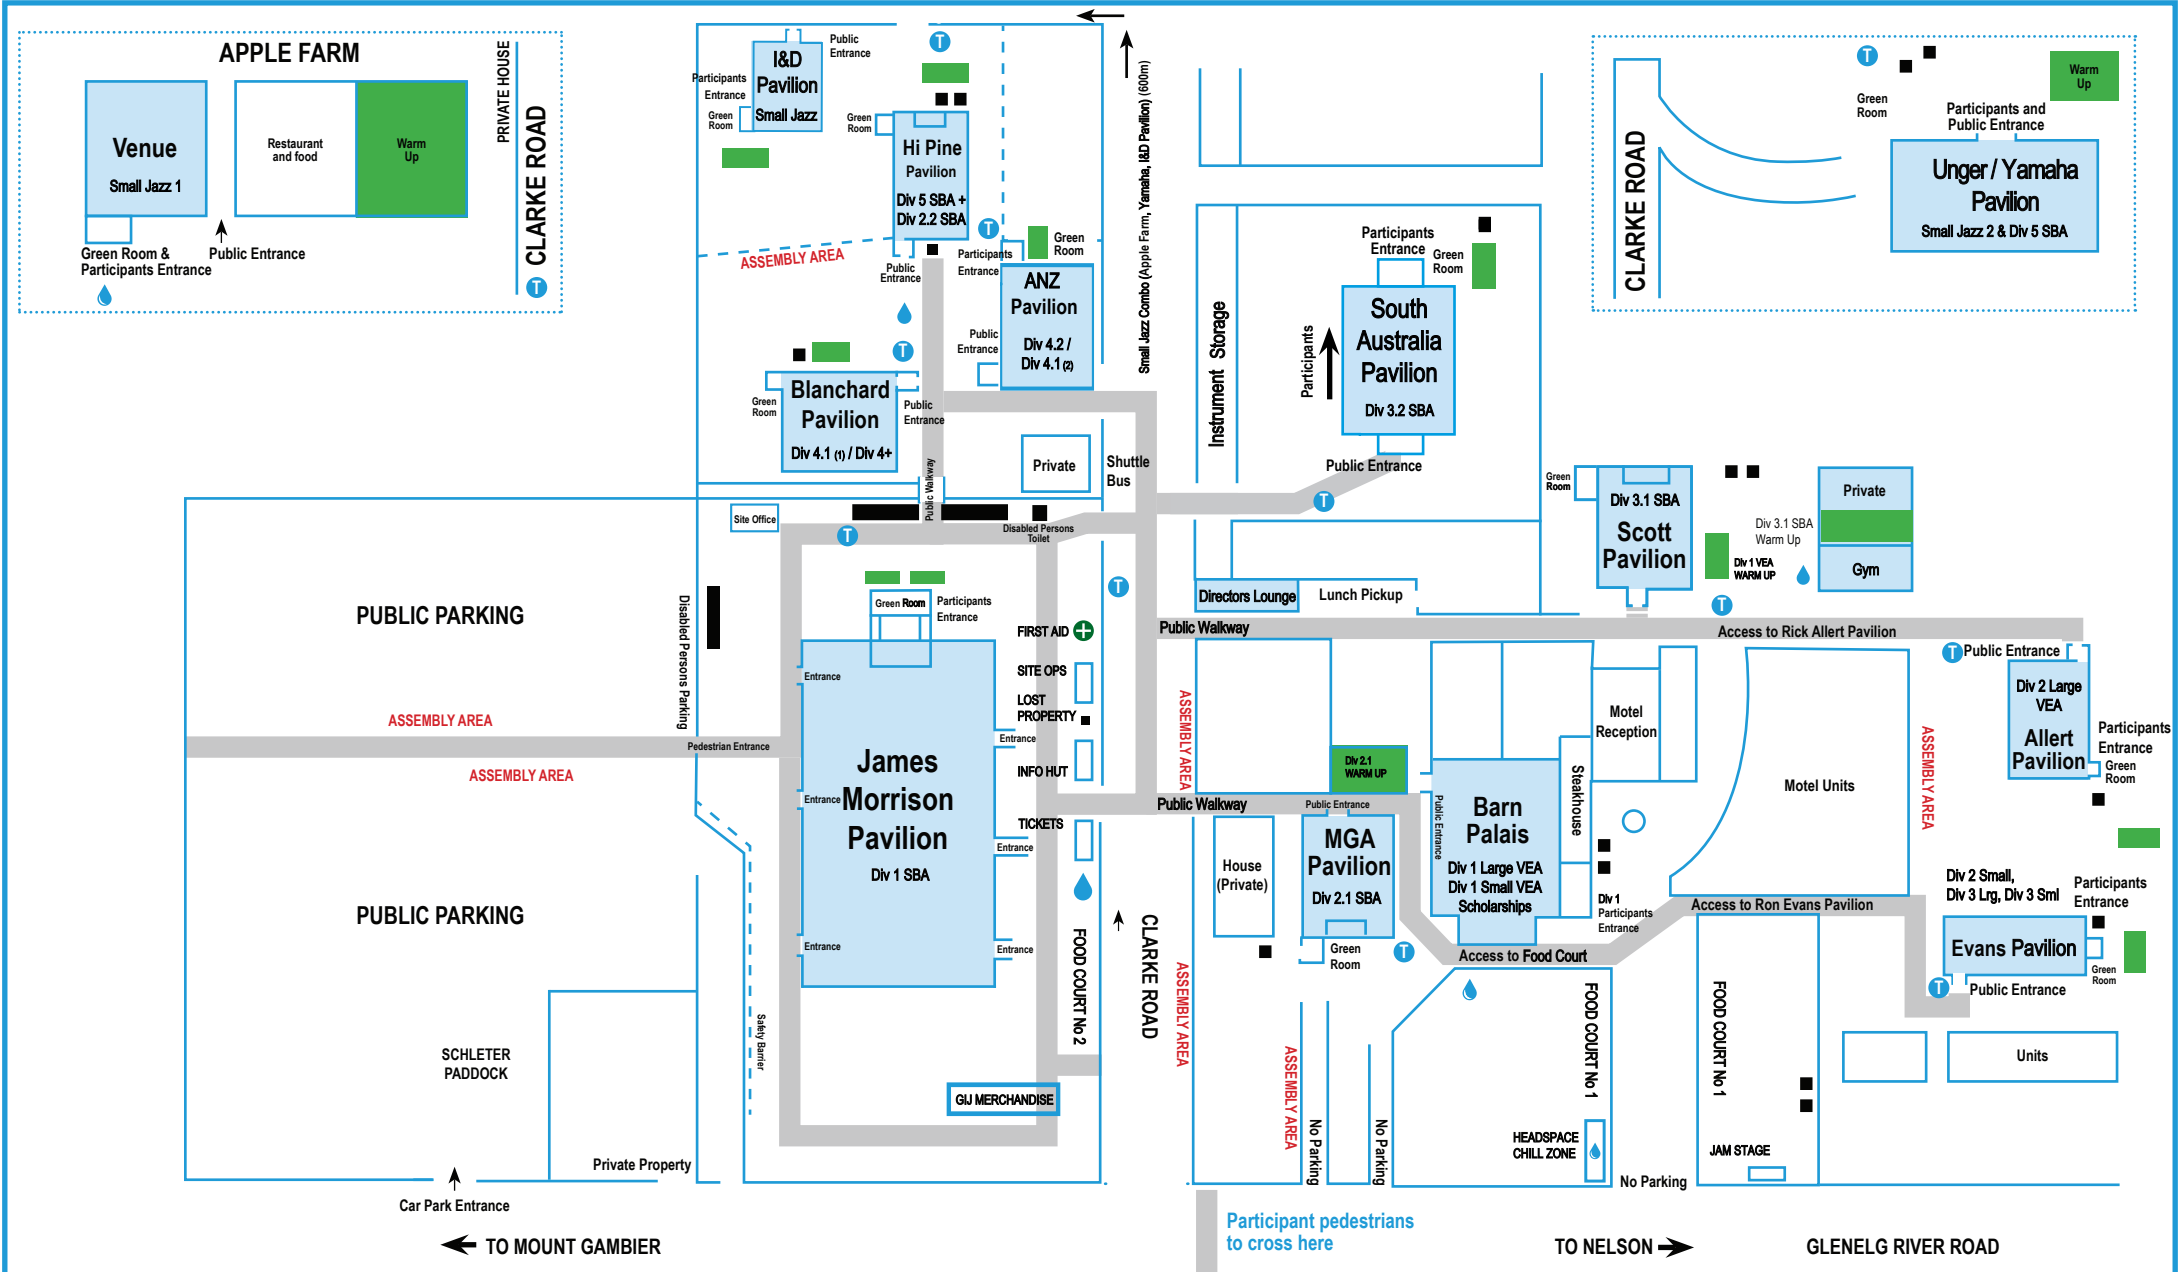 APPLE FARM
Venue
Small Jazz 1
Restaurant
and food
Warm
Up
Green Room &
Participants Entrance
Public Entrance
PRIVATE HOUSE
CLARKE ROAD
T
I&D
Pavilion
Small Jazz
Public
Entrance
Participants
Entrance
Green
Room
T
Green
Room
Hi Pine
Pavilion
Div 5 SBA +
Div 2.2 SBA
ASSEMBLY AREA
Public
Entrance
T
Participants
Entrance
Green
Room
ANZ
Pavilion
Div 4.2 /
Div 4.1 (2)
Public
Entrance
T
Blanchard
Pavilion
Div 4.1 (1) / Div 4+
Green
Room
Public
Entrance
Public Walkway
Private
Shuttle
Bus
Small Jazz Combo (Apple Farm, Yamaha, I&D Pavilion) (600m)
Instrument Storage
Participants
Participants
Entrance
Green
Room
South
Australia
Pavilion
Div 3.2 SBA
Public Entrance
T
CLARKE ROAD
T
Green
Room
Warm
Up
Participants and
Public Entrance
Unger / Yamaha
Pavilion
Small Jazz 2 & Div 5 SBA
Green
Room
Div 3.1 SBA
Scott
Pavilion
Div 3.1 SBA
Warm Up
Div 1 VEA
WARM UP
Private
Gym
T
Site Office
T
Disabled Persons
Toilet
T
Directors Lounge
Lunch Pickup
Public Walkway
Access to Rick Allert Pavilion
PUBLIC PARKING
ASSEMBLY AREA
ASSEMBLY AREA
PUBLIC PARKING
Disabled Persons Parking
Pedestrian Entrance
Green Room
Participants
Entrance
Entrance
Entrance
Entrance
Entrance
Entrance
Entrance
James
Morrison
Pavilion
Div 1 SBA
FIRST AID
SITE OPS
LOST
PROPERTY
INFO HUT
TICKETS
FOOD COURT No 2
CLARKE ROAD
GIJ MERCHANDISE
Safety Barrier
SCHLETER
PADDOCK
Private Property
Car Park Entrance
TO MOUNT GAMBIER
ASSEMBLY AREA
Div 2.1
WARM UP
Public Walkway
Public Entrance
House
(Private)
MGA
Pavilion
Div 2.1 SBA
Green
Room
T
ASSEMBLY AREA
ASSEMBLY AREA
No Parking
No Parking
Public Entrance
Barn
Palais
Div 1 Large VEA
Div 1 Small VEA
Scholarships
Steakhouse
Motel
Reception
Div 1
Participants
Entrance
Motel Units
Access to Food Court
Access to Ron Evans Pavilion
FOOD COURT No 1
HEADSPACE
CHILL ZONE
No Parking
FOOD COURT No 1
JAM STAGE
T
Public Entrance
Div 2 Large
VEA
Allert
Pavilion
Participants
Entrance
Green
Room
ASSEMBLY AREA
Div 2 Small,
Div 3 Lrg, Div 3 Sml
Participants
Entrance
Evans Pavilion
Green
Room
T
Public Entrance
Units
Participant pedestrians
to cross here
TO NELSON
GLENELG RIVER ROAD